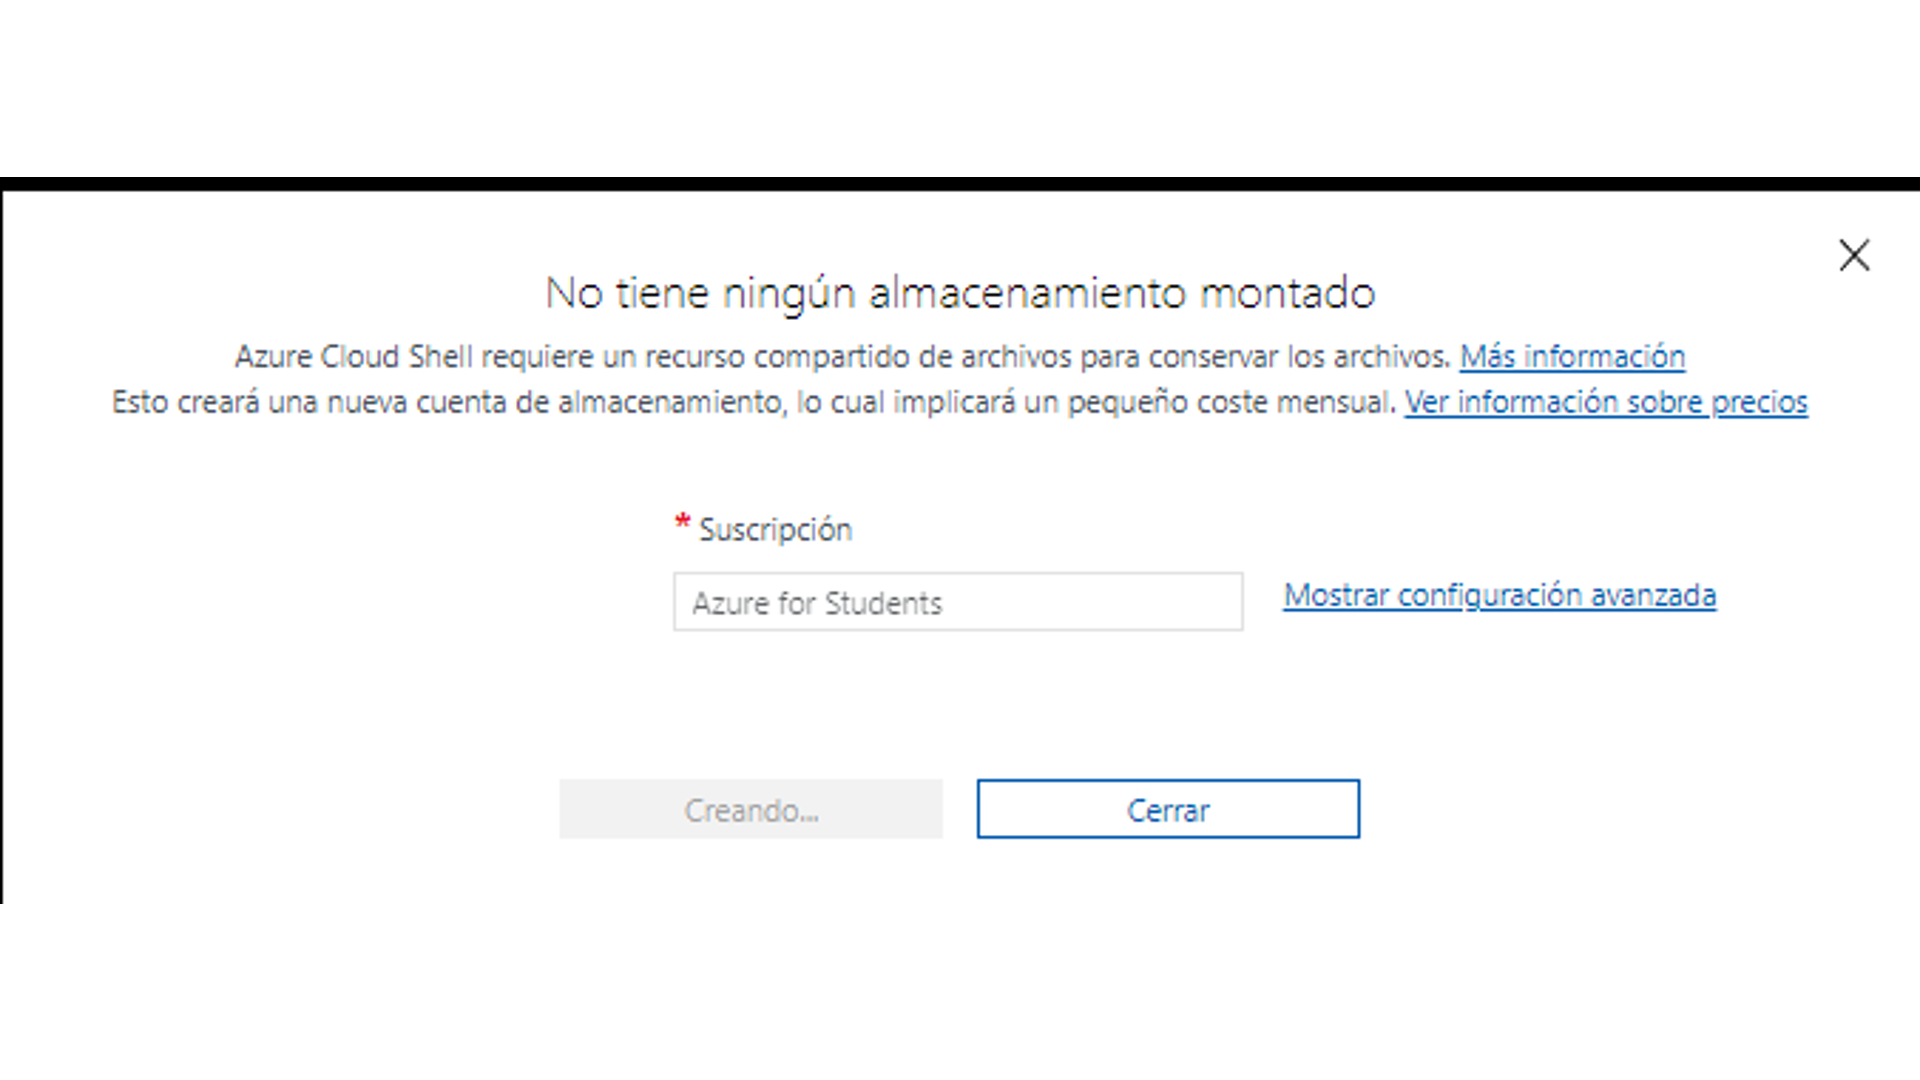 No tiene ningún almacenamiento montado
Azure Cloud Shell requiere un recurso compartido de archivos para conservar los archivos. Más información
Esto creará una nueva cuenta de almacenamiento, lo cual implicará un pequeño coste mensual. Ver información sobre precios
* Suscripción
Azure for Students
Mostrar configuración avanzada
Creando...
Cerrar